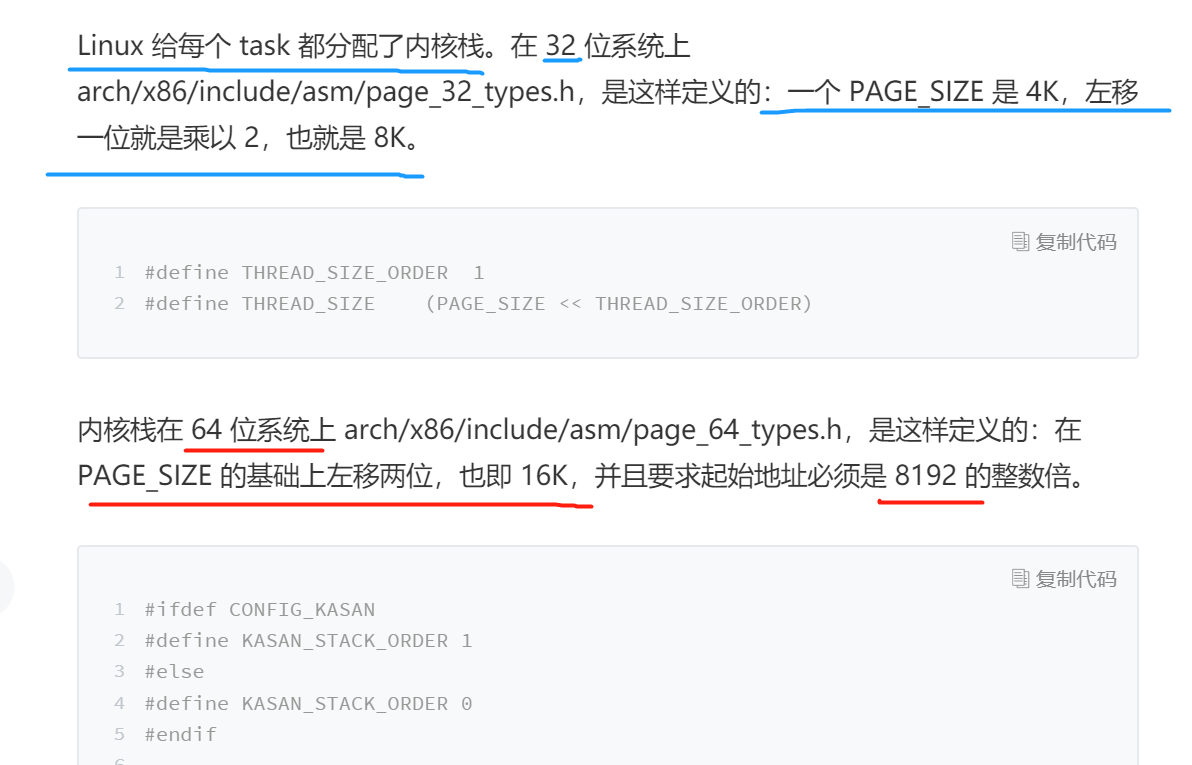 Linux 给每个 task 都分配了内核栈。在 32 位系统上
arch/x86/include/asm/page_32_types.h，是这样定义的：一个 PAGE_SIZE 是 4K，左移
一位就是乘以 2，也就是 8K。
复制代码
1 #define THREAD_SIZE_ORDER  1
2 #define THREAD_SIZE    (PAGE_SIZE << THREAD_SIZE_ORDER)
内核栈在 64 位系统上 arch/x86/include/asm/page_64_types.h，是这样定义的：在
PAGE_SIZE 的基础上左移两位，也即 16K，并且要求起始地址必须是 8192 的整数倍。
复制代码
1 #ifdef CONFIG_KASAN
2 #define KASAN_STACK_ORDER 1
3 #else
4 #define KASAN_STACK_ORDER 0
5 #endif